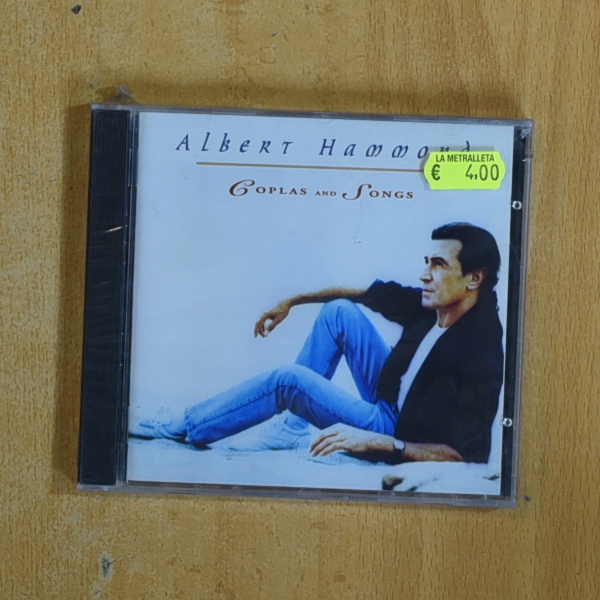 Albert Hammond
Coplas and Songs
LA METRALLETA
€ 4.00